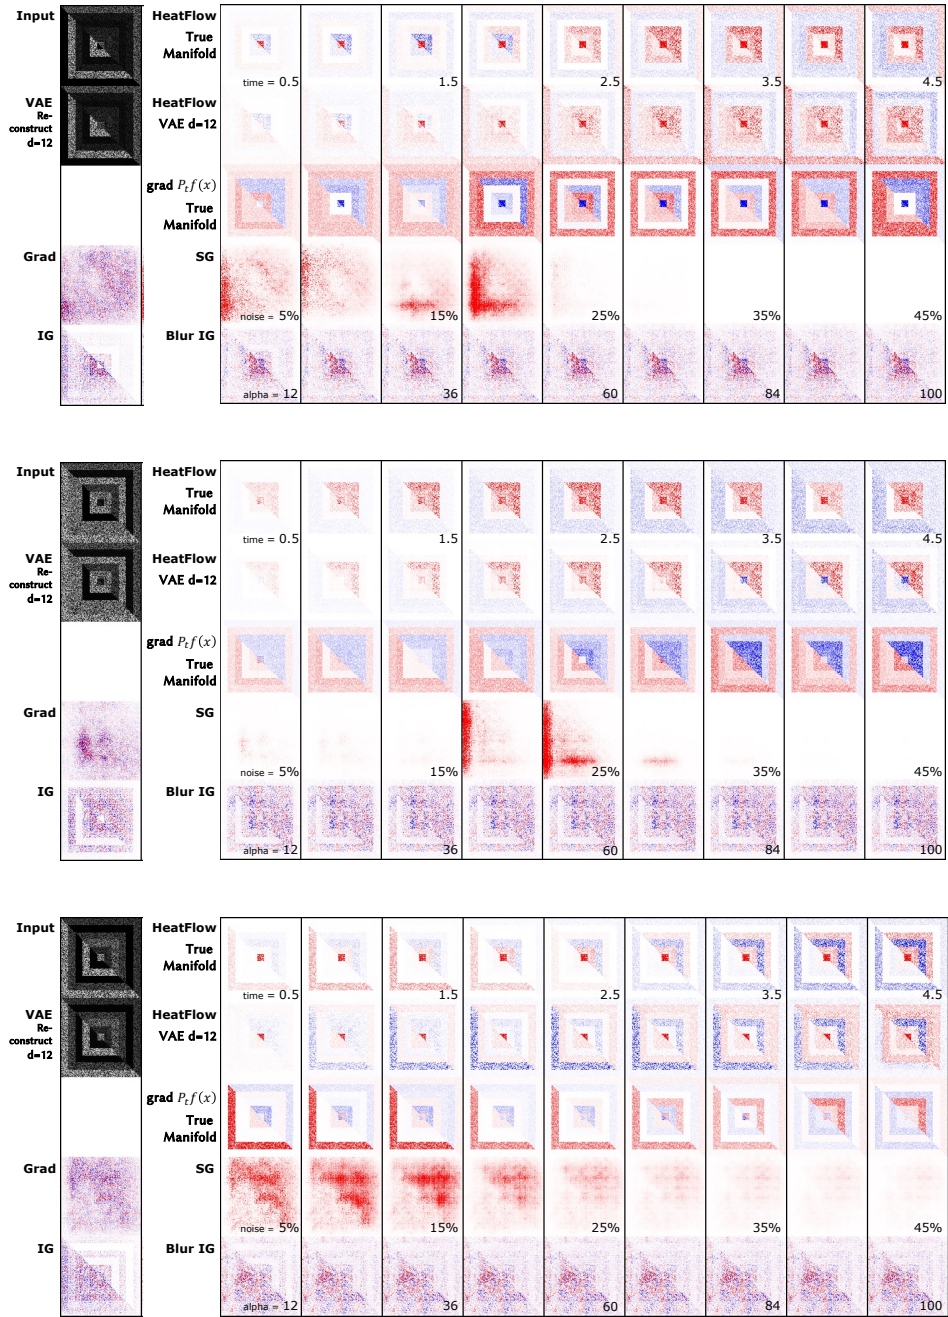 Input
HeatFlow
True
Manifold
time = 0.5 1.5 2.5 3.5 4.5
VAE
Re-
construct
d=12
HeatFlow
VAE d=12
grad P_t f(x)
True
Manifold
Grad
SG
noise = 5% 15% 25% 35% 45%
IG
Blur IG
alpha = 12 36 60 84 100
Input
HeatFlow
True
Manifold
time = 0.5 1.5 2.5 3.5 4.5
VAE
Re-
construct
d=12
HeatFlow
VAE d=12
grad P_t f(x)
True
Manifold
Grad
SG
noise = 5% 15% 25% 35% 45%
IG
Blur IG
alpha = 12 36 60 84 100
Input
HeatFlow
True
Manifold
time = 0.5 1.5 2.5 3.5 4.5
VAE
Re-
construct
d=12
HeatFlow
VAE d=12
grad P_t f(x)
True
Manifold
Grad
SG
noise = 5% 15% 25% 35% 45%
IG
Blur IG
alpha = 12 36 60 84 100